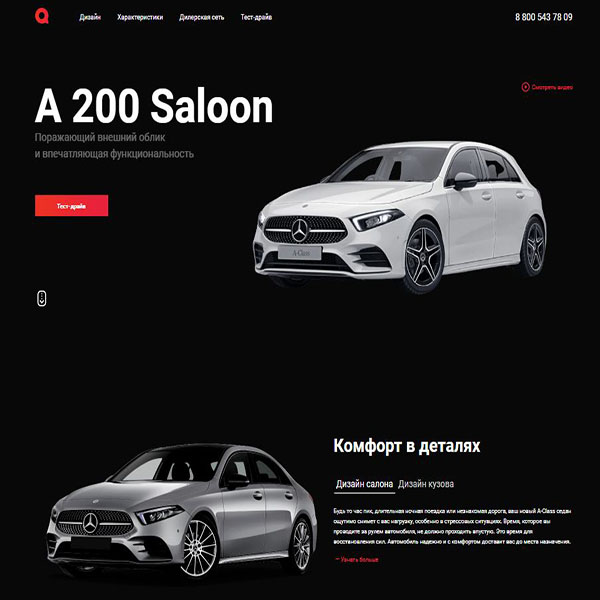 Дизайн Характеристики Дилерская сеть Тест-драйв 8 800 543 78 09
Смотреть видео
A 200 Saloon
Поражающий внешний облик
и впечатляющая функциональность
Тест-драйв
A-Class
Комфорт в деталях
Дизайн салона Дизайн кузова
Будь то час пик, длительная ночная поездка или незнакомая дорога, ваш новый A-Class седан
ощутимо снимет с вас нагрузку, особенно в стрессовых ситуациях. Время, которое вы
проводите за рулем автомобиля, не должно проходить впустую. Это время для
восстановления сил. Автомобиль надежно и с комфортом доставит вас до места назначения.
Узнать больше